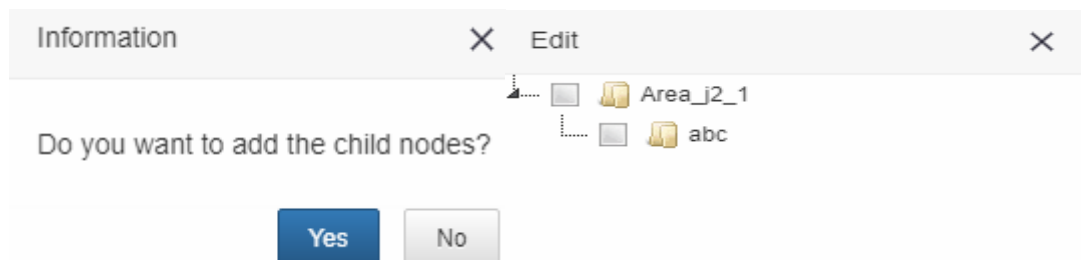 Information
Do you want to add the child nodes?
Yes
No
Edit
Area_j2_1
abc